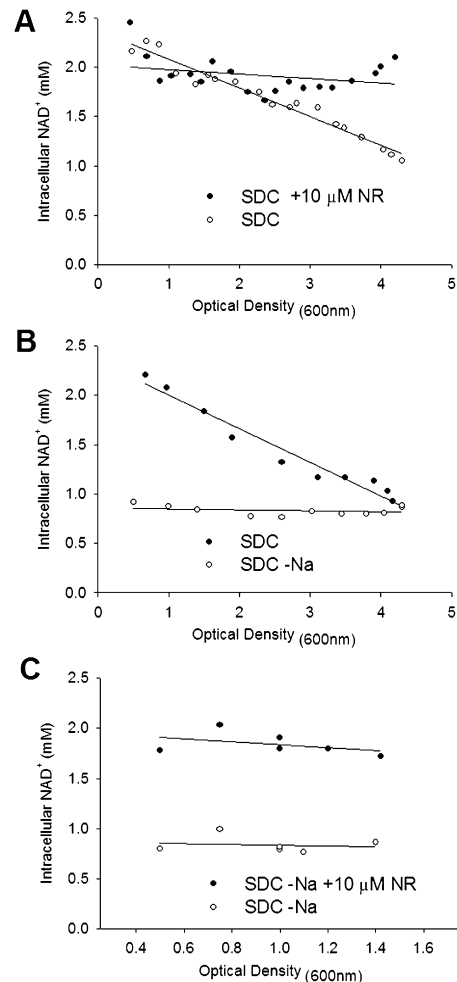 A
Intracellular NAD+ (mM)
2.5
2.0
1.5
1.0
0.5
0.0
SDC +10 μM NR
SDC
0 1 2 3 4 5
Optical Density (600nm)
B
Intracellular NAD+ (mM)
2.5
2.0
1.5
1.0
0.5
0.0
SDC
SDC -Na
0 1 2 3 4 5
Optical Density (600nm)
C
Intracellular NAD+ (mM)
2.5
2.0
1.5
1.0
0.5
0.0
SDC -Na +10 μM NR
SDC -Na
0.4 0.6 0.8 1.0 1.2 1.4 1.6
Optical Density (600nm)